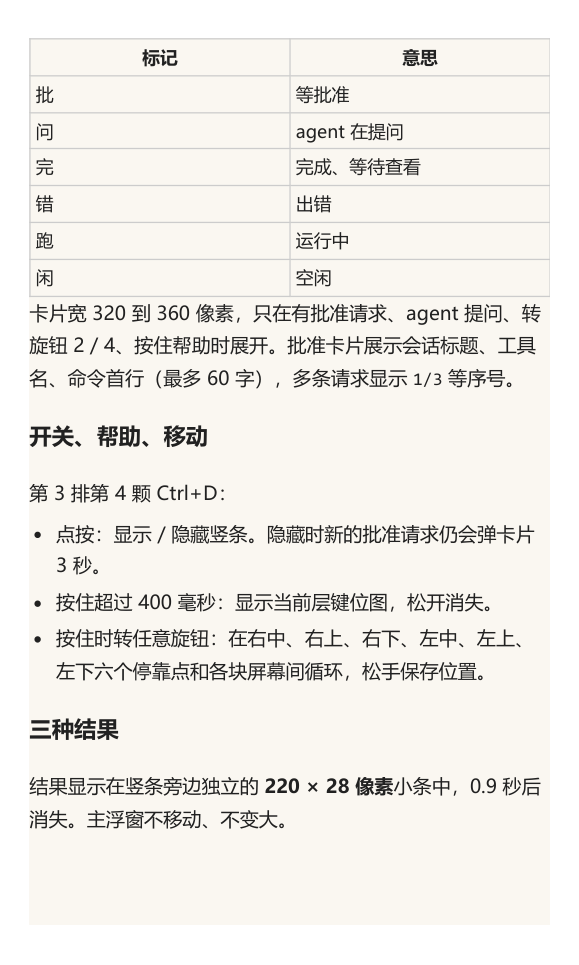 标记 意思
批 等批准
问 agent 在提问
完 完成、等待查看
错 出错
跑 运行中
闲 空闲
卡片宽 320 到 360 像素，只在有批准请求、agent 提问、转
旋钮 2 / 4、按住帮助时展开。批准卡片展示会话标题、工具
名、命令首行（最多 60 字），多条请求显示 1/3 等序号。
开关、帮助、移动
第 3 排第 4 颗 Ctrl+D：
• 点按：显示 / 隐藏竖条。隐藏时新的批准请求仍会弹卡片
3 秒。
• 按住超过 400 毫秒：显示当前层键位图，松开消失。
• 按住时转任意旋钮：在右中、右上、右下、左中、左上、
左下六个停靠点和各块屏幕间循环，松手保存位置。
三种结果
结果显示在竖条旁边独立的 220 × 28 像素小条中，0.9 秒后
消失。主浮窗不移动、不变大。